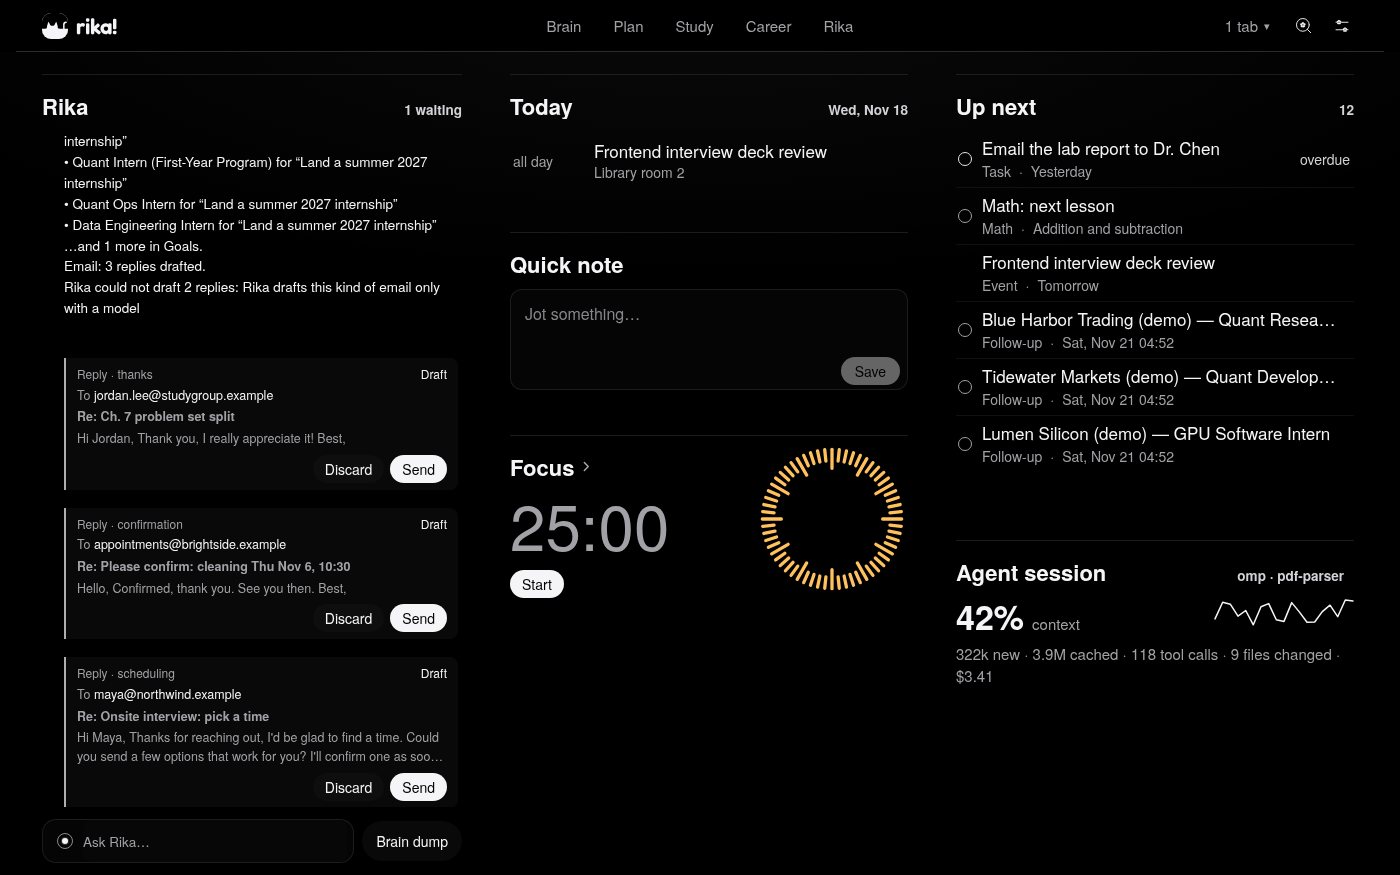 rika!
Brain
Plan
Study
Career
Rika
1 tab
Rika
1 waiting
internship”
• Quant Intern (First-Year Program) for “Land a summer 2027
internship”
• Quant Ops Intern for “Land a summer 2027 internship”
• Data Engineering Intern for “Land a summer 2027 internship”
…and 1 more in Goals.
Email: 3 replies drafted.
Rika could not draft 2 replies: Rika drafts this kind of email only
with a model
Reply · thanks
Draft
To jordan.lee@studygroup.example
Re: Ch. 7 problem set split
Hi Jordan, Thank you, I really appreciate it! Best,
Discard
Send
Reply · confirmation
Draft
To appointments@brightside.example
Re: Please confirm: cleaning Thu Nov 6, 10:30
Hello, Confirmed, thank you. See you then. Best,
Discard
Send
Reply · scheduling
Draft
To maya@northwind.example
Re: Onsite interview: pick a time
Hi Maya, Thanks for reaching out, I'd be glad to find a time. Could
you send a few options that work for you? I'll confirm one as soo…
Discard
Send
Ask Rika…
Brain dump
Today
Wed, Nov 18
all day
Frontend interview deck review
Library room 2
Quick note
Jot something…
Save
Focus
25:00
Start
Up next
12
Email the lab report to Dr. Chen
Task · Yesterday
overdue
Math: next lesson
Math · Addition and subtraction
Frontend interview deck review
Event · Tomorrow
Blue Harbor Trading (demo) — Quant Resea…
Follow-up · Sat, Nov 21 04:52
Tidewater Markets (demo) — Quant Develop…
Follow-up · Sat, Nov 21 04:52
Lumen Silicon (demo) — GPU Software Intern
Follow-up · Sat, Nov 21 04:52
Agent session
omp · pdf-parser
42% context
322k new · 3.9M cached · 118 tool calls · 9 files changed ·
$3.41